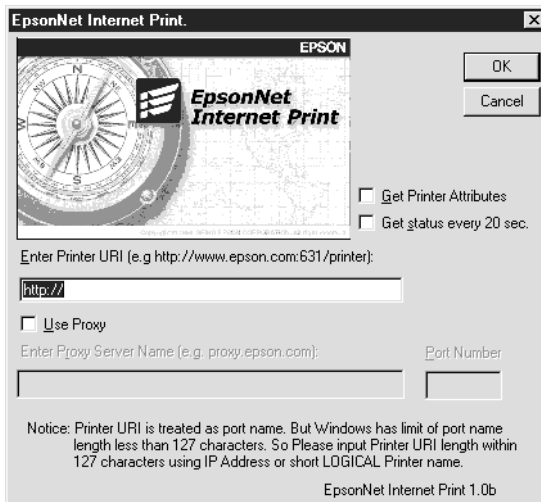 EpsonNet Internet Print.
EPSON
EpsonNet
Internet Print
N
OK
Cancel
Get Printer Attributes
Get status every 20 sec.
Enter Printer URI (e.g http://www.epson.com:631/printer):
http://
Use Proxy
Enter Proxy Server Name (e.g. proxy.epson.com):
Port Number
Notice: Printer URI is treated as port name. But Windows has limit of port name
length less than 127 characters. So Please input Printer URI length within
127 characters using IP Address or short LOGICAL Printer name.
EpsonNet Internet Print 1.0b